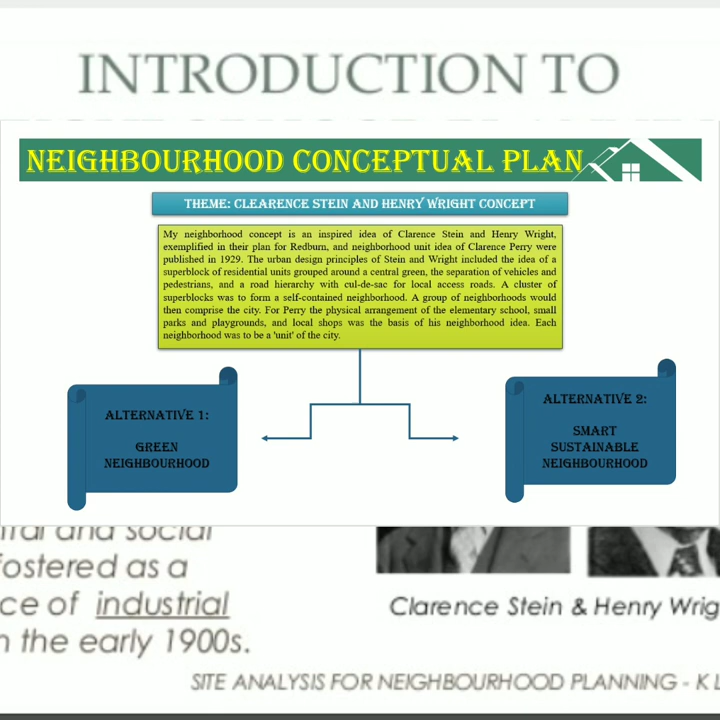 INTRODUCTION TO
NEIGHBOURHOOD CONCEPTUAL PLAN
THEME: CLEARENCE STEIN AND HENRY WRIGHT CONCEPT
My neighborhood concept is an inspired idea of Clarence Stein and Henry Wright,
exemplified in their plan for Redburn, and neighborhood unit idea of Clarence Perry were
published in 1929. The urban design principles of Stein and Wright included the idea of a
superblock of residential units grouped around a central green, the separation of vehicles and
pedestrians, and a road hierarchy with cul-de-sac for local access roads. A cluster of
superblocks was to form a self-contained neighborhood. A group of neighborhoods would
then comprise the city. For Perry the physical arrangement of the elementary school, small
parks and playgrounds, and local shops was the basis of his neighborhood idea. Each
neighborhood was to be a 'unit' of the city.
ALTERNATIVE 1:
GREEN
NEIGHBOURHOOD
ALTERNATIVE 2:
SMART
SUSTAINABLE
NEIGHBOURHOOD
and social
fostered as a
ce of industrial
n the early 1900s.
Clarence Stein & Henry Wrig
SITE ANALYSIS FOR NEIGHBOURHOOD PLANNING - K L